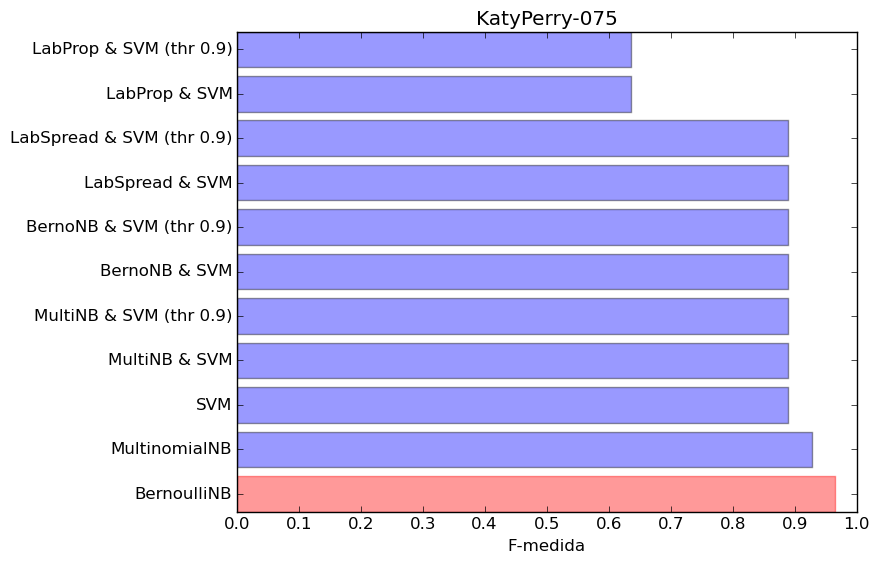 KatyPerry-075
LabProp & SVM (thr 0.9)
LabProp & SVM
LabSpread & SVM (thr 0.9)
LabSpread & SVM
BernoNB & SVM (thr 0.9)
BernoNB & SVM
MultiNB & SVM (thr 0.9)
MultiNB & SVM
SVM
MultinomialNB
BernoulliNB
0.0 0.1 0.2 0.3 0.4 0.5 0.6 0.7 0.8 0.9 1.0
F-medida